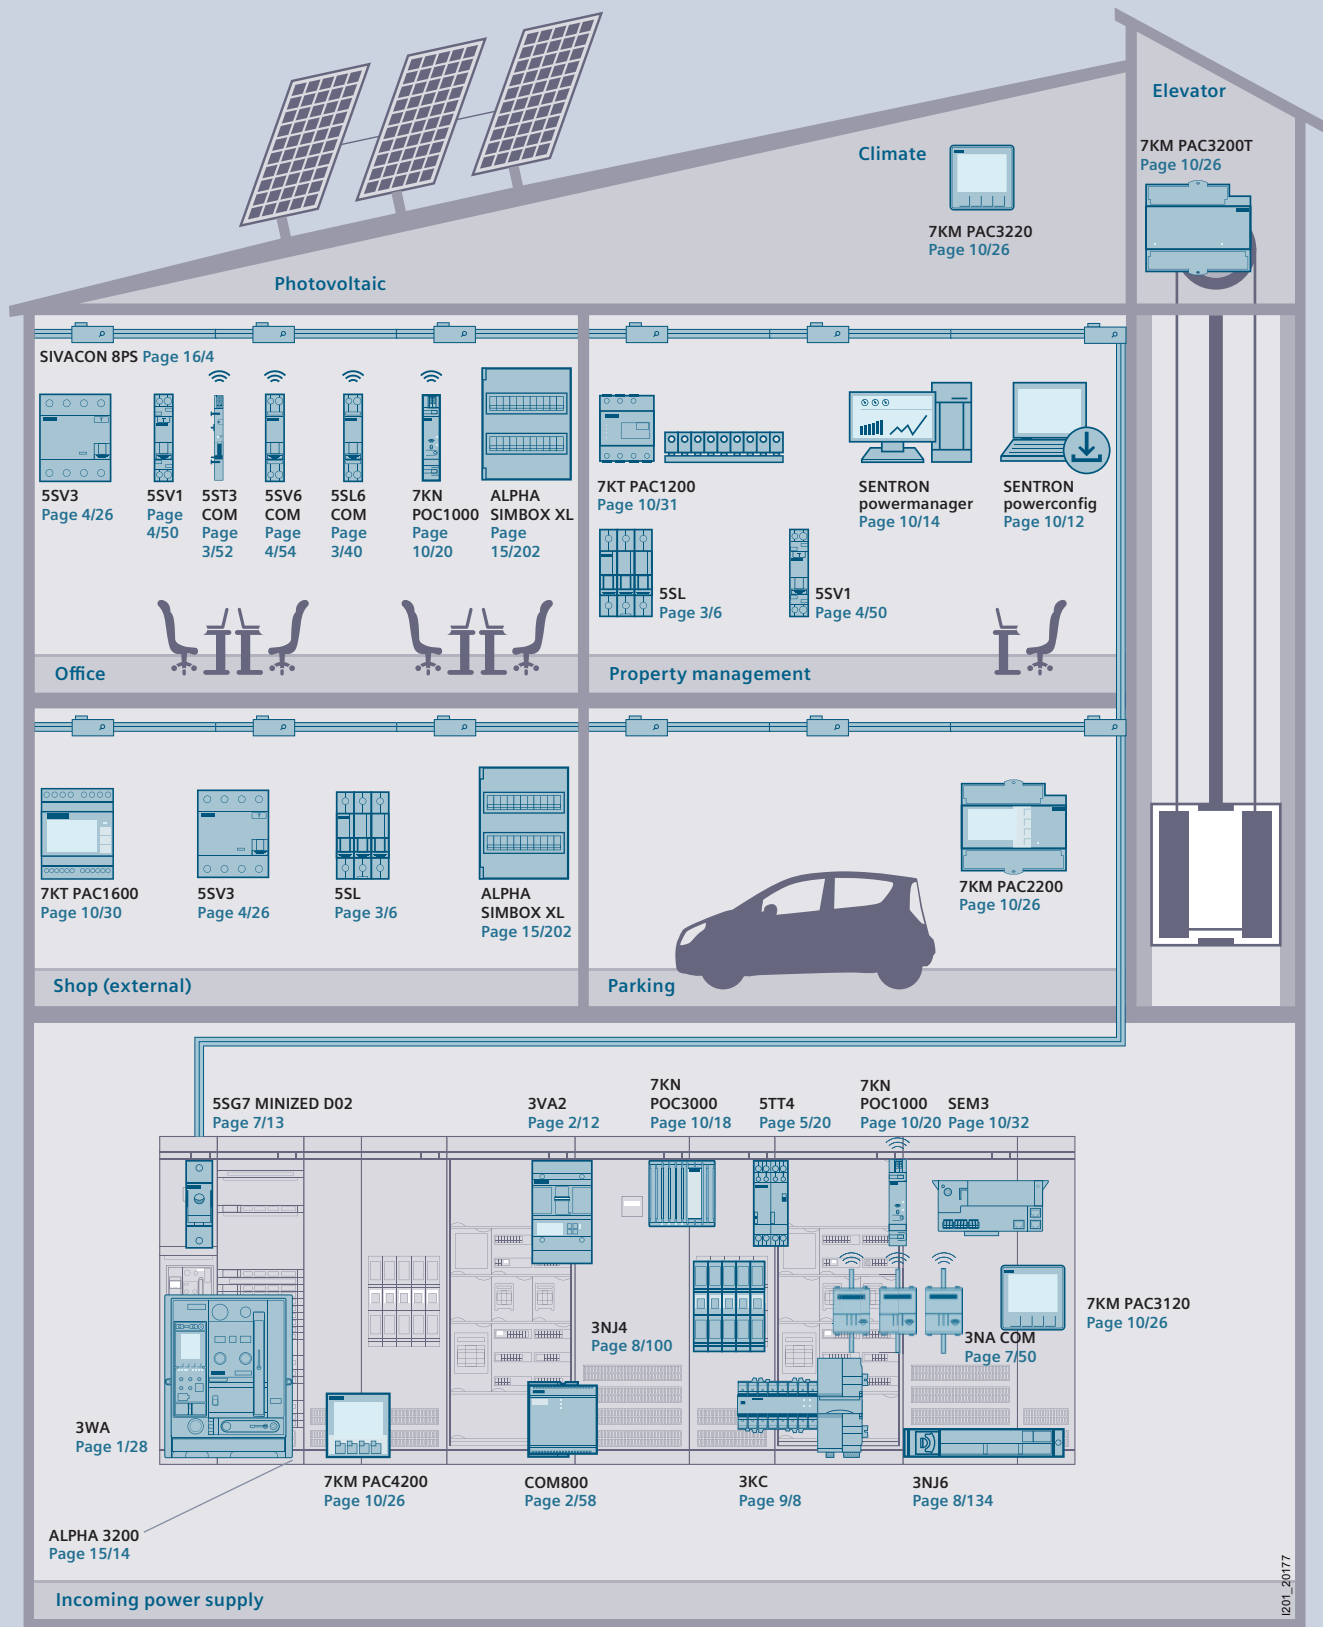 Elevator
7KM PAC3200T
Page 10/26
Climate
7KM PAC3220
Page 10/26
Photovoltaic
SIVACON 8PS Page 16/4
5SV3
Page 4/26
5SV1
Page
4/50
5ST3
COM
Page
3/52
5SV6
COM
Page
4/54
5SL6
COM
Page
3/40
7KN
POC1000
Page
10/20
ALPHA
SIMBOX XL
Page
15/202
Office
7KT PAC1200
Page 10/31
SENTRON
powermanager
Page 10/14
SENTRON
powerconfig
Page 10/12
5SL
Page 3/6
5SV1
Page 4/50
Property management
7KT PAC1600
Page 10/30
5SV3
Page 4/26
5SL
Page 3/6
ALPHA
SIMBOX XL
Page 15/202
Shop (external)
7KM PAC2200
Page 10/26
Parking
5SG7 MINIZED D02
Page 7/13
3VA2
Page 2/12
7KN
POC3000
Page 10/18
5TT4
Page 5/20
7KN
POC1000
Page 10/20
SEM3
Page 10/32
7KM PAC3120
Page 10/26
3NJ4
Page 8/100
3NA COM
Page 7/50
3WA
Page 1/28
7KM PAC4200
Page 10/26
COM800
Page 2/58
3KC
Page 9/8
3NJ6
Page 8/134
ALPHA 3200
Page 15/14
Incoming power supply
I201_20177